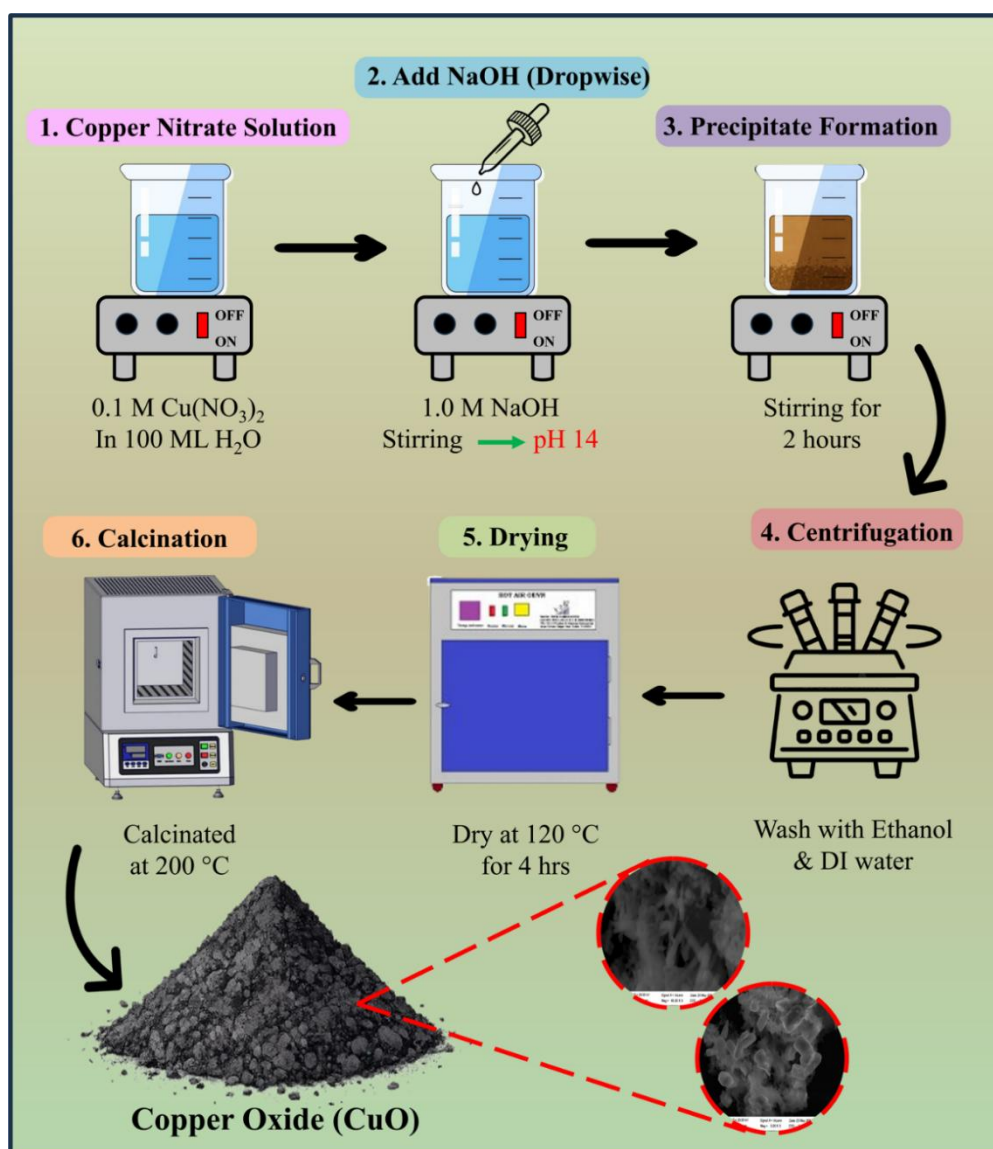 1. Copper Nitrate Solution
OFF
ON
0.1 M Cu(NO₃)₂
In 100 ML H₂O
2. Add NaOH (Dropwise)
OFF
ON
1.0 M NaOH
Stirring pH 14
3. Precipitate Formation
OFF
ON
Stirring for
2 hours
4. Centrifugation
Wash with Ethanol
& DI water
5. Drying
HOT AIR OEVN
Dry at 120 °C
for 4 hrs
6. Calcination
Calcinated
at 200 °C
Copper Oxide (CuO)